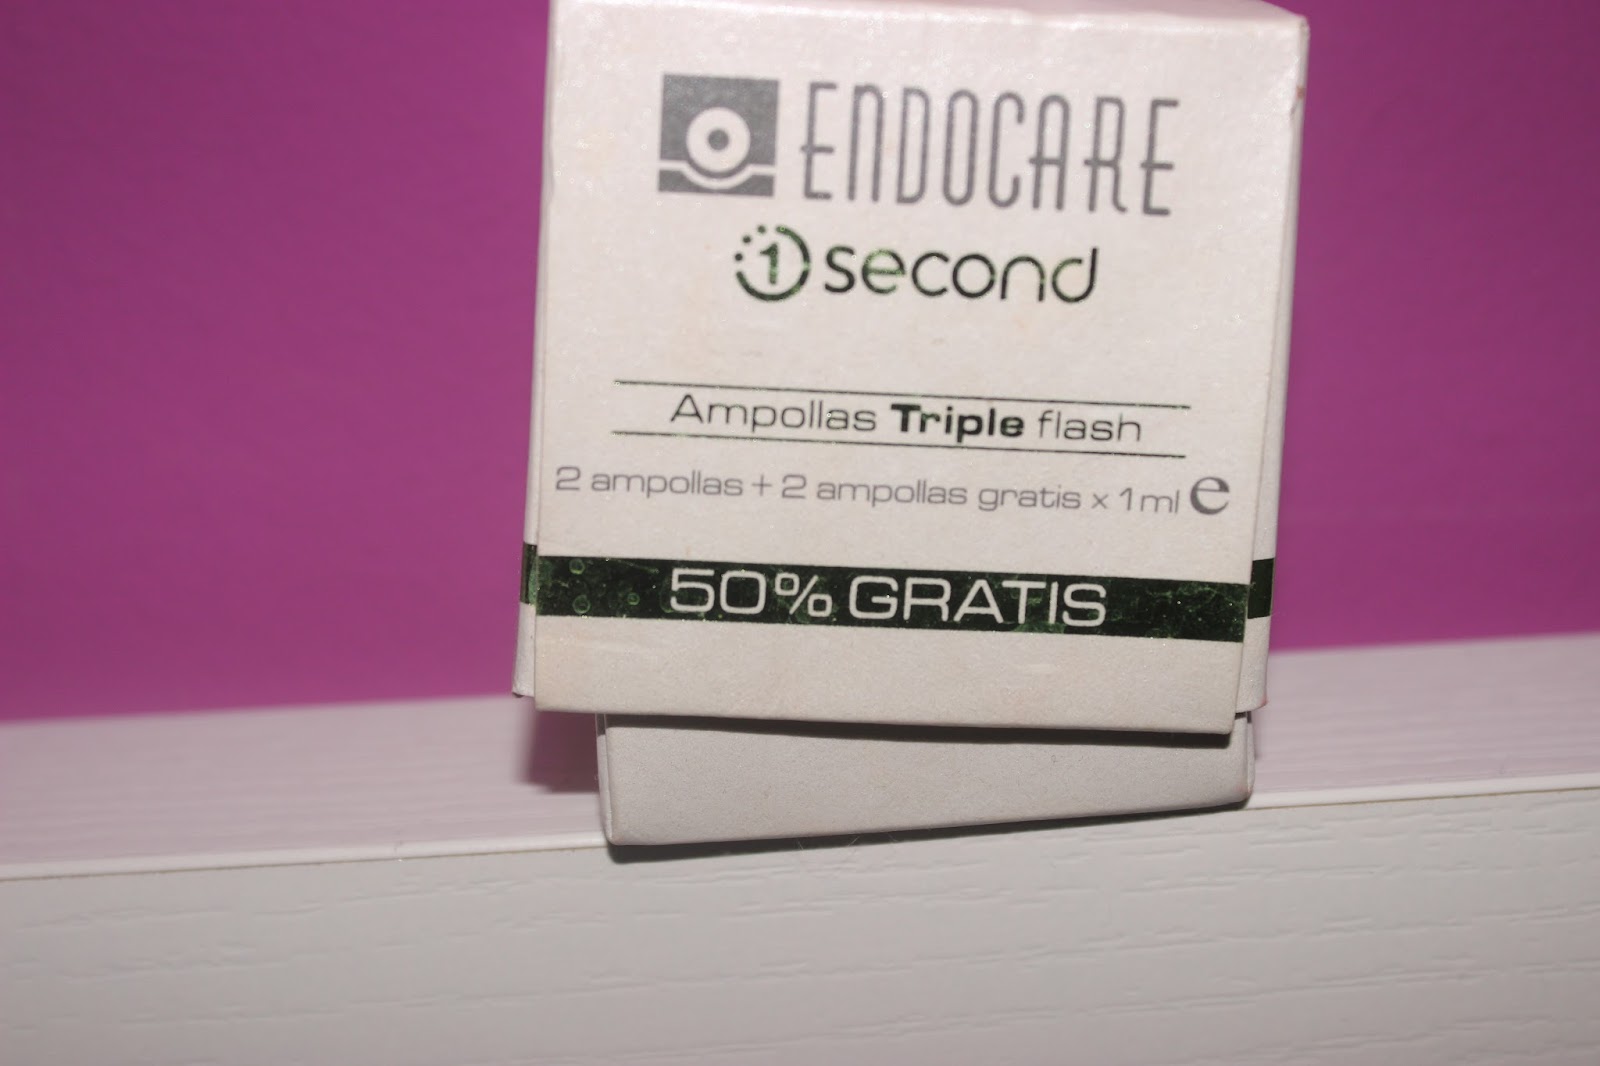 ENDOCARE
1 second
Ampollas Triple flash
2 ampollas + 2 ampollas gratis x 1 ml e
50% GRATIS